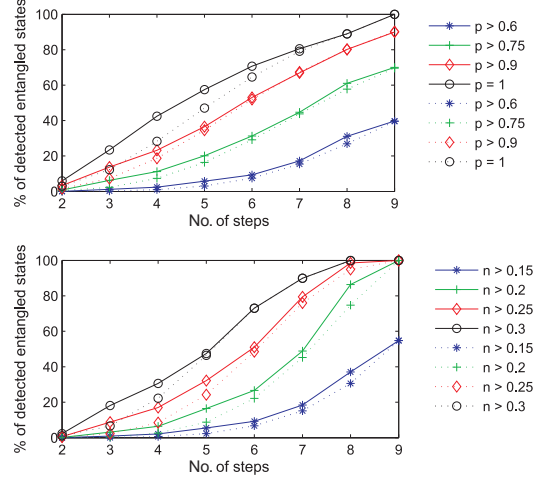 % of detected entangled states
100
80
60
40
20
0
2 3 4 5 6 7 8 9
No. of steps
p > 0.6
p > 0.75
p > 0.9
p = 1
p > 0.6
p > 0.75
p > 0.9
p = 1
% of detected entangled states
100
80
60
40
20
0
2 3 4 5 6 7 8 9
No. of steps
n > 0.15
n > 0.2
n > 0.25
n > 0.3
n > 0.15
n > 0.2
n > 0.25
n > 0.3